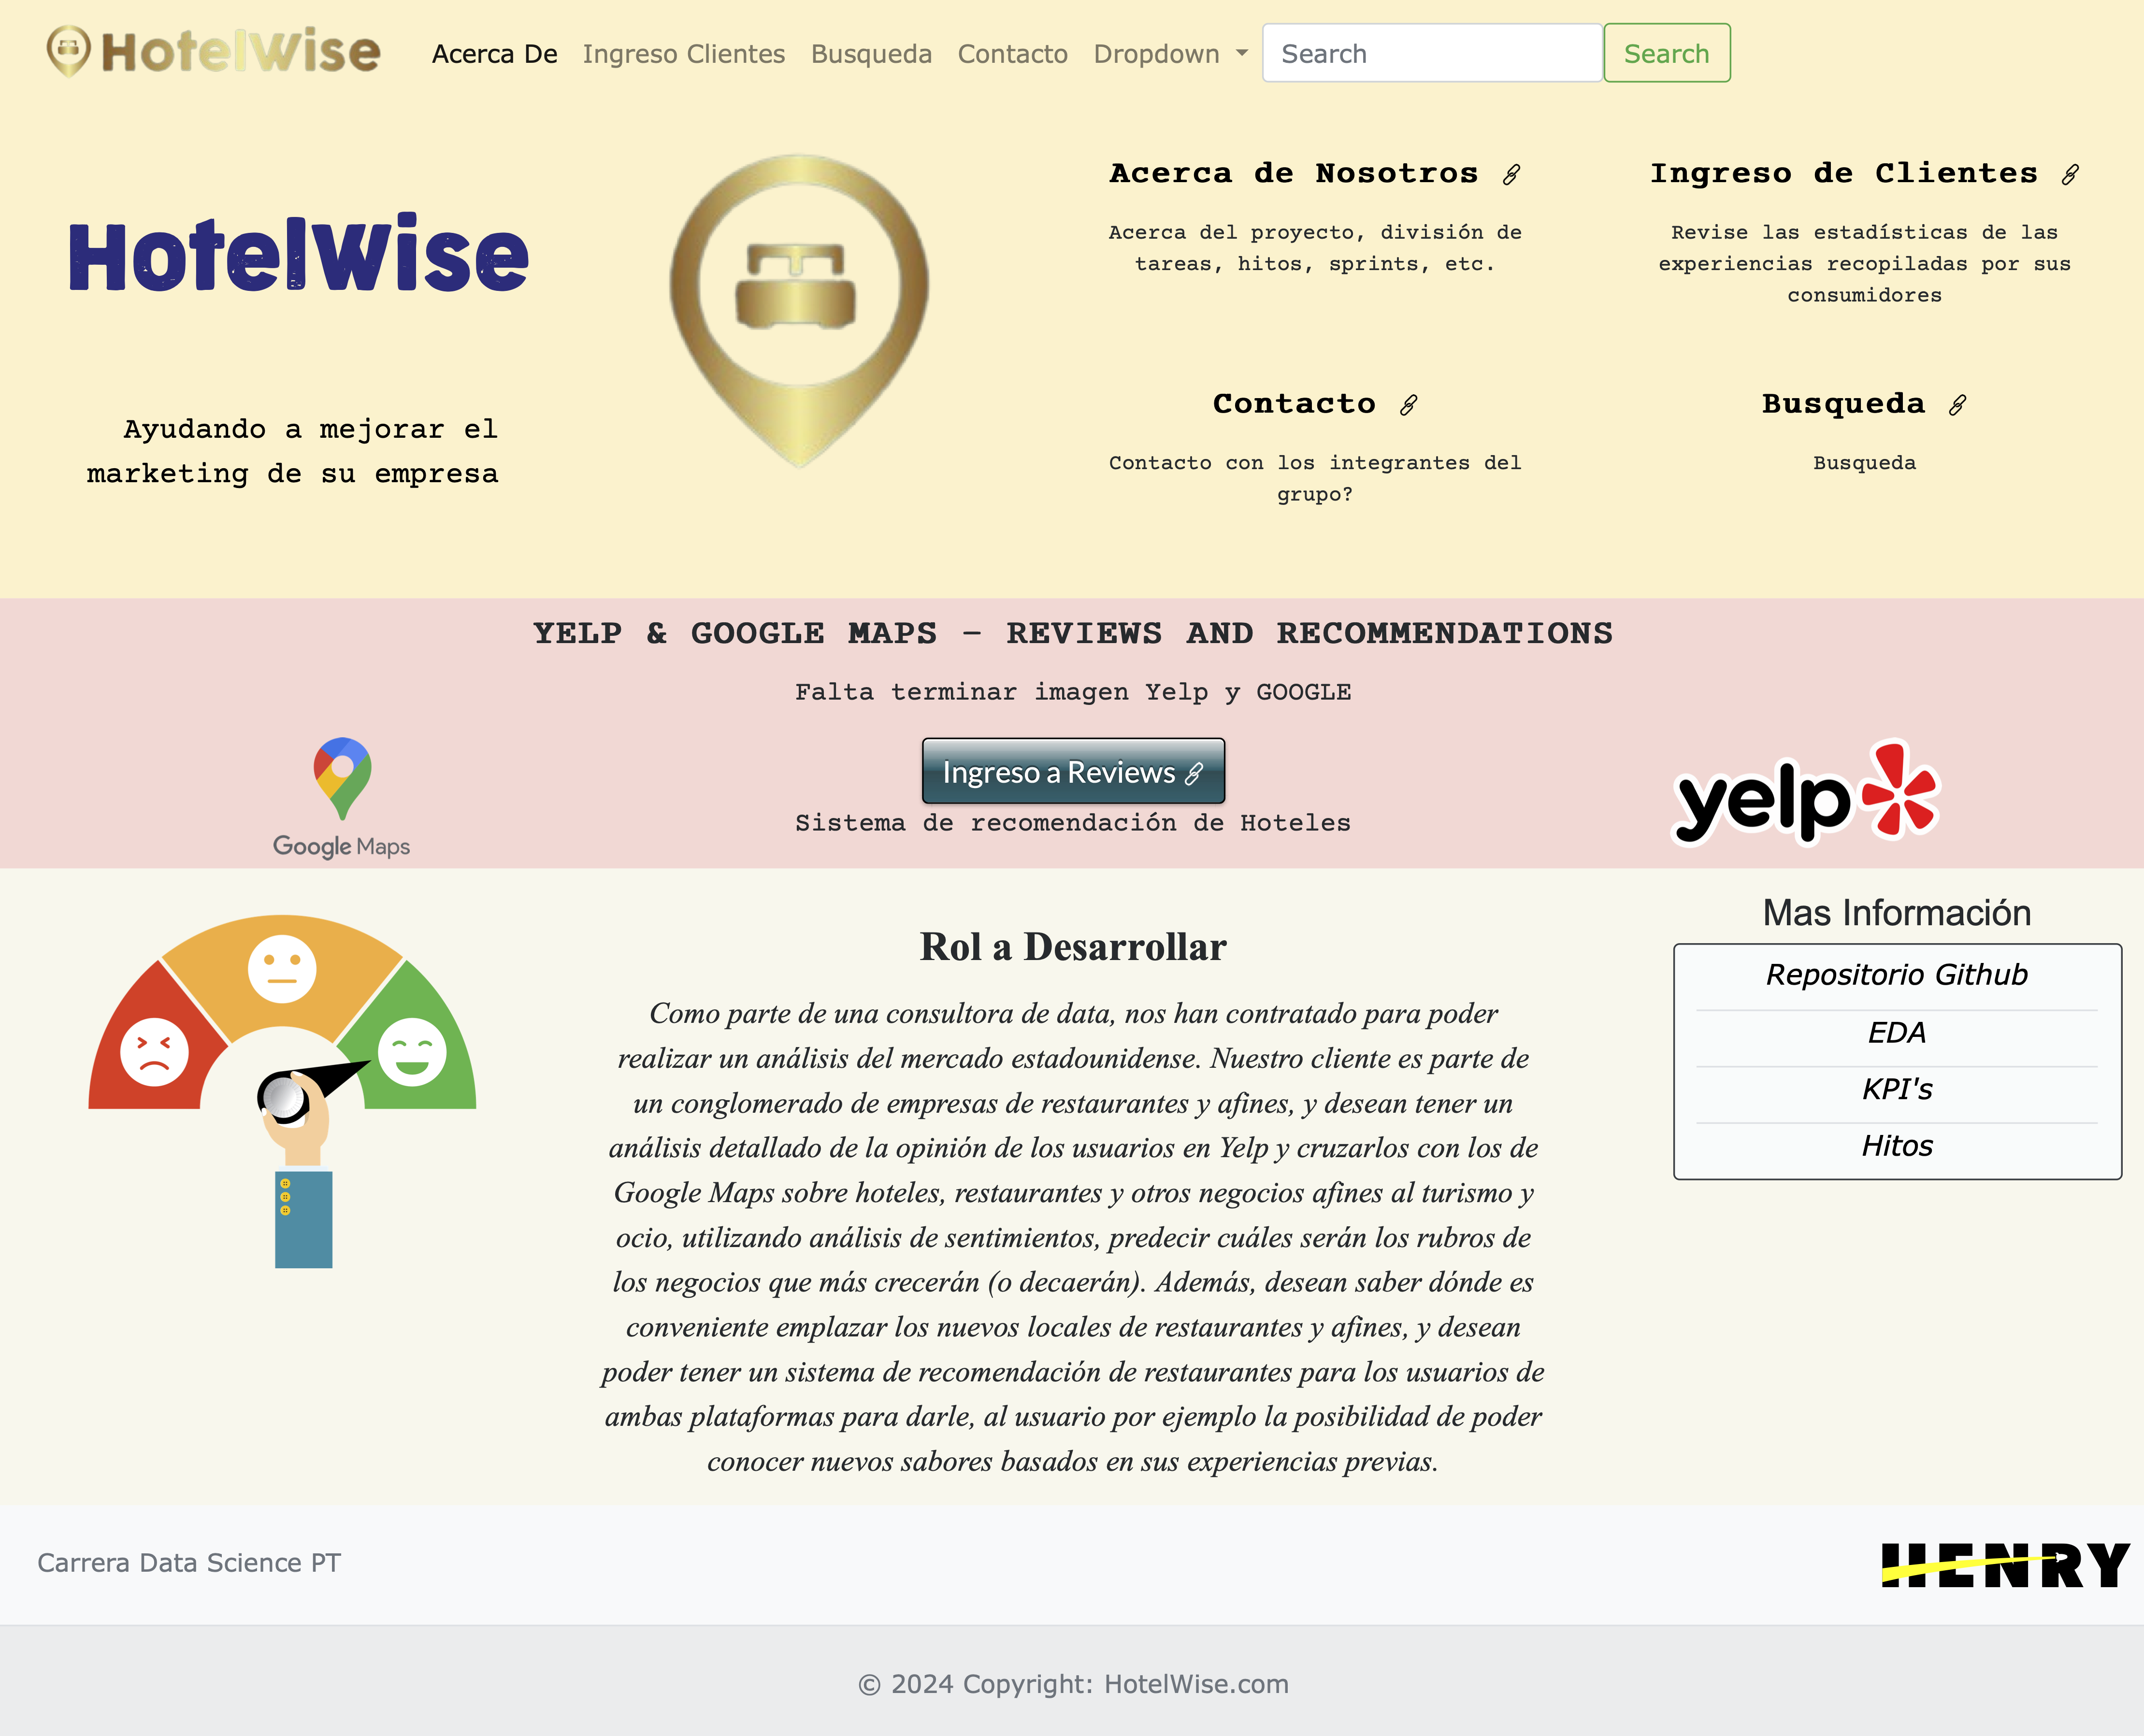 HotelWise
Acerca De
Ingreso Clientes
Busqueda
Contacto
Dropdown
Search
Search
HotelWise
Ayudando a mejorar el
marketing de su empresa
Acerca de Nosotros
Acerca del proyecto, división de
tareas, hitos, sprints, etc.
Ingreso de Clientes
Revise las estadísticas de las
experiencias recopiladas por sus
consumidores
Contacto
Contacto con los integrantes del
grupo?
Busqueda
Busqueda
YELP & GOOGLE MAPS - REVIEWS AND RECOMMENDATIONS
Falta terminar imagen Yelp y GOOGLE
Google Maps
Ingreso a Reviews
Sistema de recomendación de Hoteles
yelp
Rol a Desarrollar
Como parte de una consultora de data, nos han contratado para poder
realizar un análisis del mercado estadounidense. Nuestro cliente es parte de
un conglomerado de empresas de restaurantes y afines, y desean tener un
análisis detallado de la opinión de los usuarios en Yelp y cruzarlos con los de
Google Maps sobre hoteles, restaurantes y otros negocios afines al turismo y
ocio, utilizando análisis de sentimientos, predecir cuáles serán los rubros de
los negocios que más crecerán (o decaerán). Además, desean saber dónde es
conveniente emplazar los nuevos locales de restaurantes y afines, y desean
poder tener un sistema de recomendación de restaurantes para los usuarios de
ambas plataformas para darle, al usuario por ejemplo la posibilidad de poder
conocer nuevos sabores basados en sus experiencias previas.
Mas Información
Repositorio Github
EDA
KPI's
Hitos
Carrera Data Science PT
HENRY
© 2024 Copyright: HotelWise.com